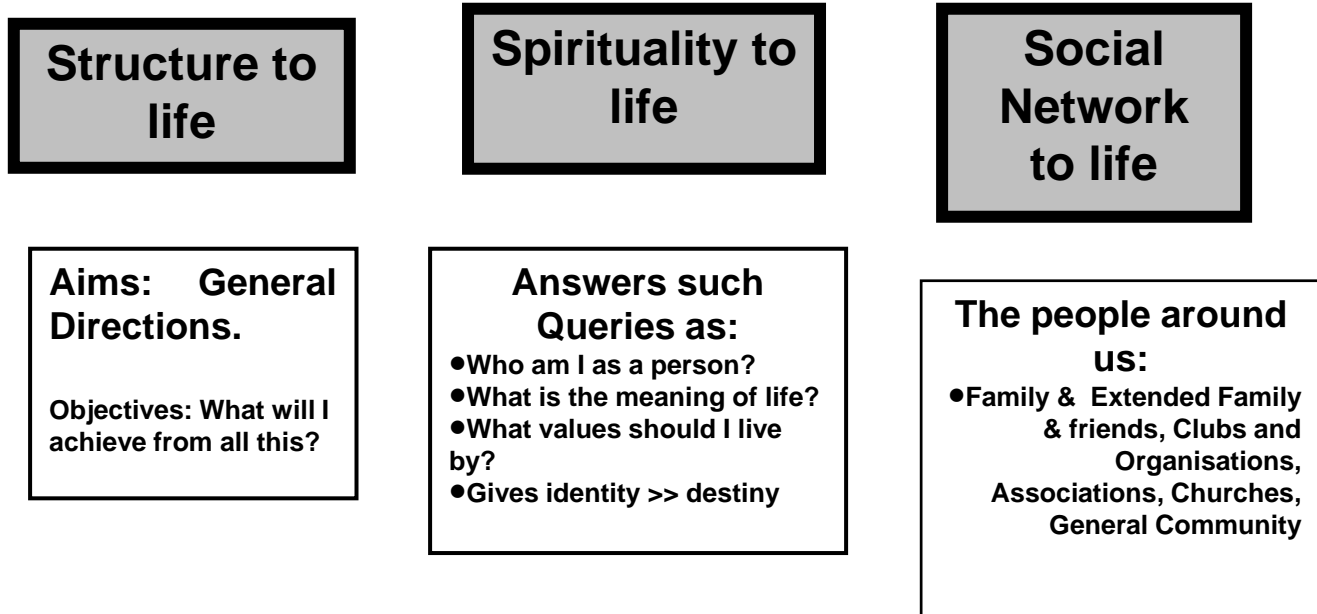 Structure to
life
Aims: General
Directions.
Objectives: What will I
achieve from all this?
Spirituality to
life
Answers such
Queries as:
●Who am I as a person?
●What is the meaning of life?
●What values should I live
by?
●Gives identity >> destiny
Social
Network
to life
The people around
us:
●Family & Extended Family
& friends, Clubs and
Organisations,
Associations, Churches,
General Community